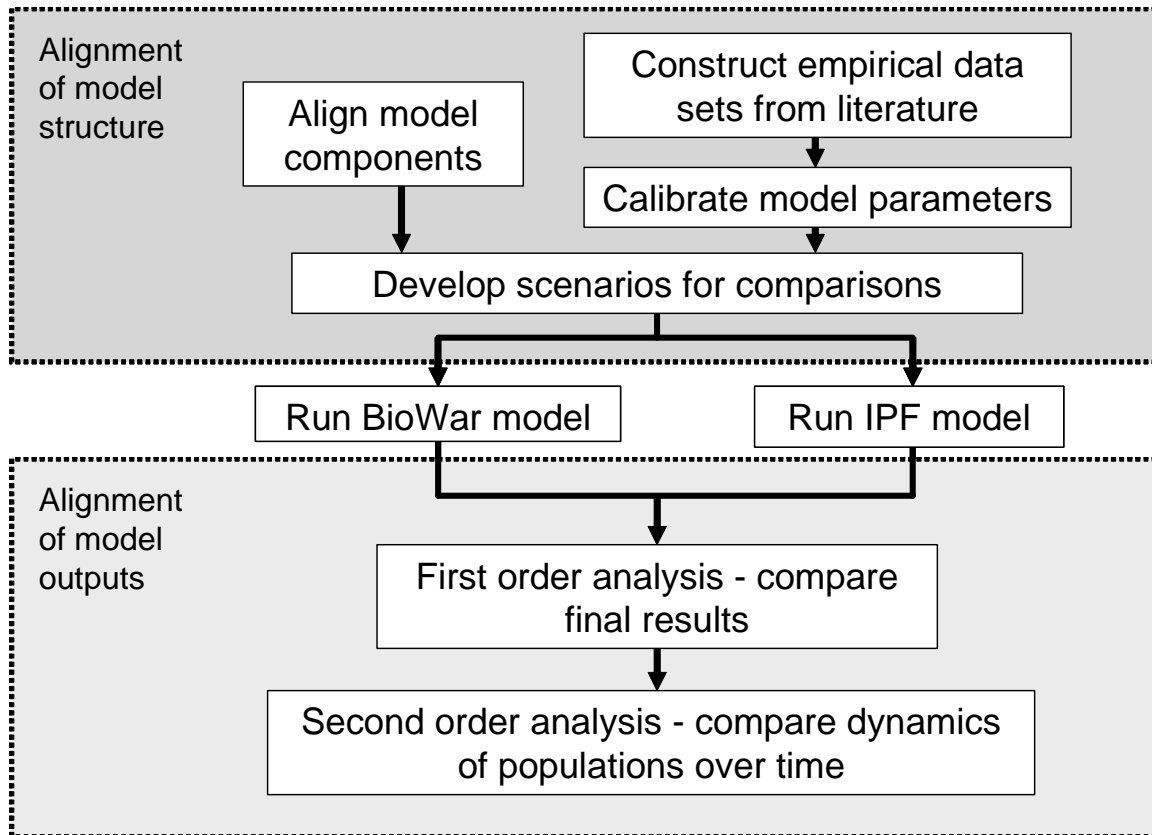 Alignment
of model
structure
Construct empirical data
sets from literature
Align model
components
Calibrate model parameters
Develop scenarios for comparisons
Run BioWar model
Run IPF model
Alignment
of model
outputs
First order analysis - compare
final results
Second order analysis - compare dynamics
of populations over time